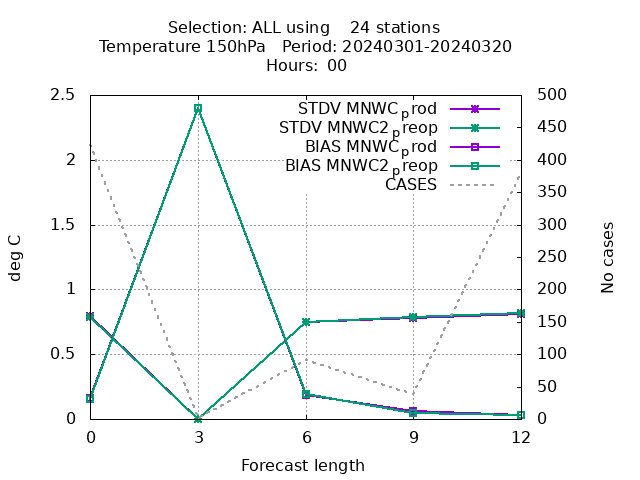 Selection: ALL using    24 stations
Temperature 150hPa   Period: 20240301-20240320
Hours:  00
STDV MNWC_prod
STDV MNWC2_preop
BIAS MNWC_prod
BIAS MNWC2_preop
CASES
deg C
2.5
2
1.5
1
0.5
0
500
450
400
350
300
250
200
150
100
50
0
No cases
0 3 6 9 12
Forecast length